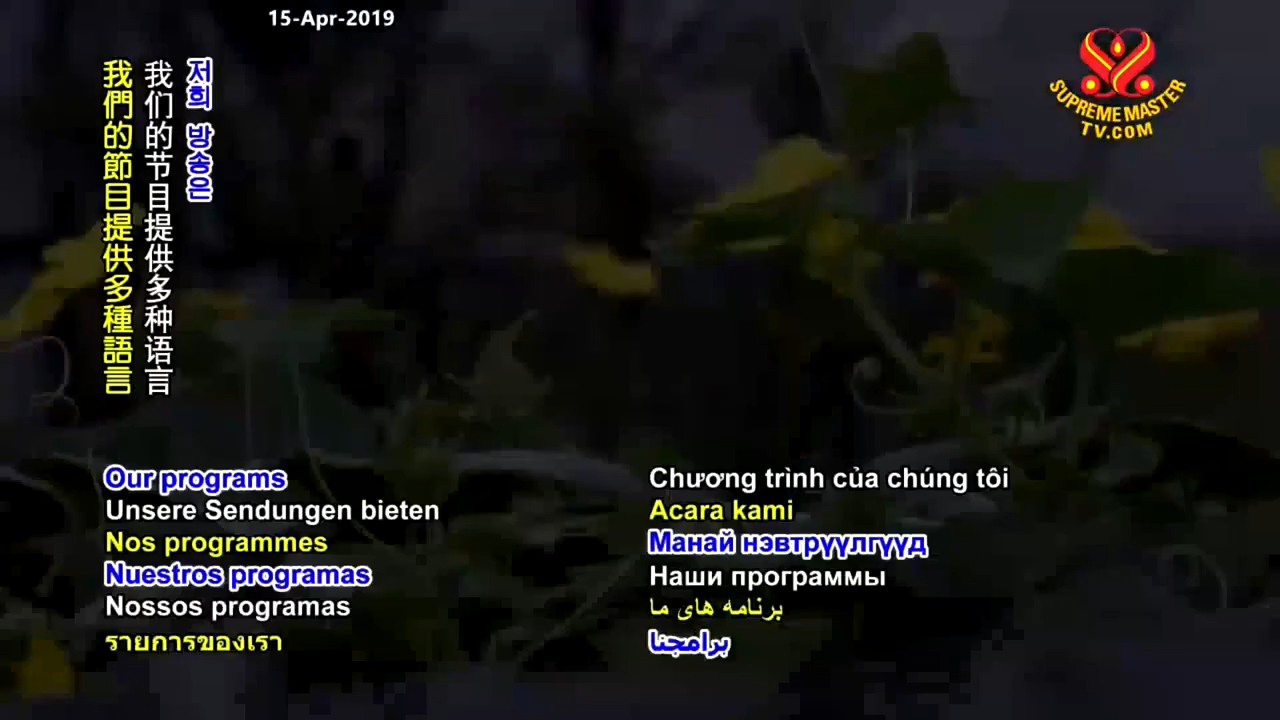 15-Apr-2019
SUPREME MASTER
TV.COM
저희 방송은
我们的节目提供多种语言
我們的節目提供多種語言
Our programs
Unsere Sendungen bieten
Nos programmes
Nuestros programas
Nossos programas
รายการของเรา
Chương trình của chúng tôi
Acara kami
Манай нэвтрүүлгүүд
Наши программы
برنامه های ما
برامجنا